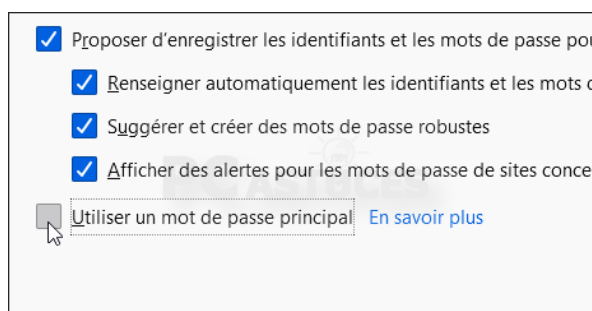 Proposer d'enregistrer les identifiants et les mots de passe pou
Renseigner automatiquement les identifiants et les mots d
Suggérer et créer des mots de passe robustes
Afficher des alertes pour les mots de passe de sites conce
PC ASTUCES
Utiliser un mot de passe principal En savoir plus